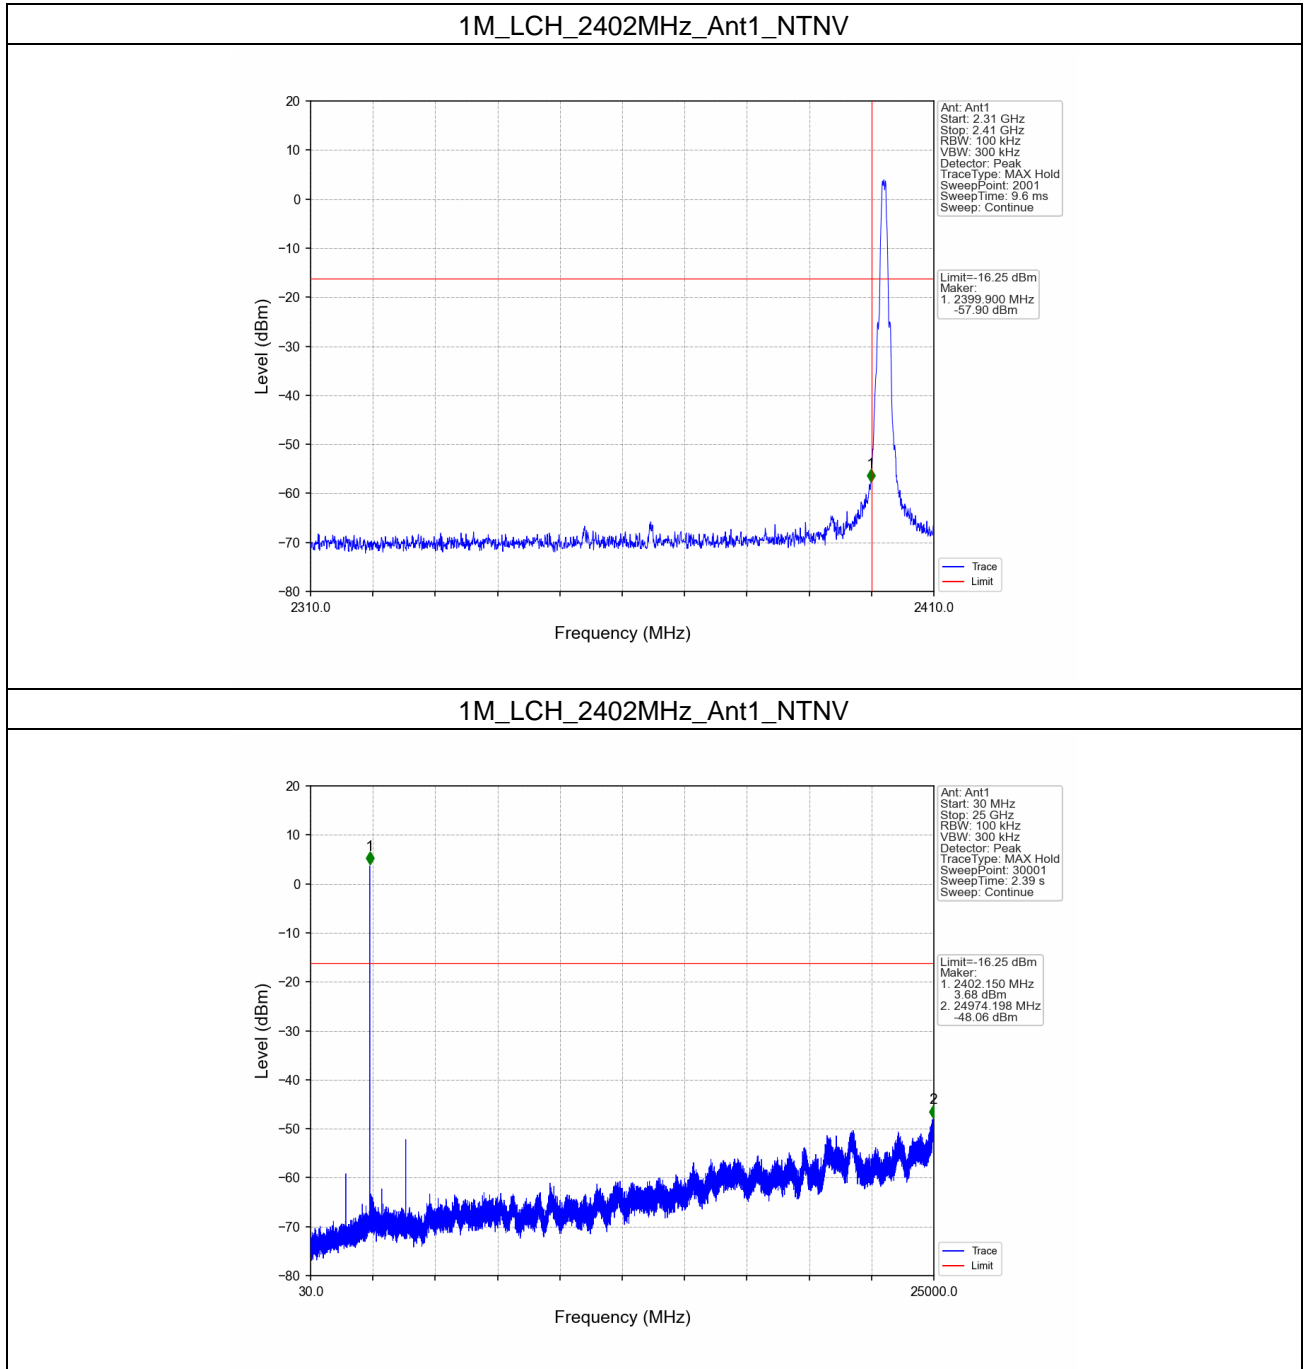 1M_LCH_2402MHz_Ant1_NTNV
20
10
0
−10
−20
−30
−40
−50
−60
−70
−80
Level (dBm)
2310.0
2410.0
Frequency (MHz)
1
Ant: Ant1
Start: 2.31 GHz
Stop: 2.41 GHz
RBW: 100 kHz
VBW: 300 kHz
Detector: Peak
TraceType: MAX Hold
SweepPoint: 2001
SweepTime: 9.6 ms
Sweep: Continue
Limit=-16.25 dBm
Maker:
1. 2399.900 MHz
-57.90 dBm
Trace
Limit
1M_LCH_2402MHz_Ant1_NTNV
20
10
0
−10
−20
−30
−40
−50
−60
−70
−80
Level (dBm)
30.0
25000.0
Frequency (MHz)
1
2
Ant: Ant1
Start: 30 MHz
Stop: 25 GHz
RBW: 100 kHz
VBW: 300 kHz
Detector: Peak
TraceType: MAX Hold
SweepPoint: 30001
SweepTime: 2.39 s
Sweep: Continue
Limit=-16.25 dBm
Maker:
1. 2402.150 MHz
3.68 dBm
2. 24974.198 MHz
-48.06 dBm
Trace
Limit